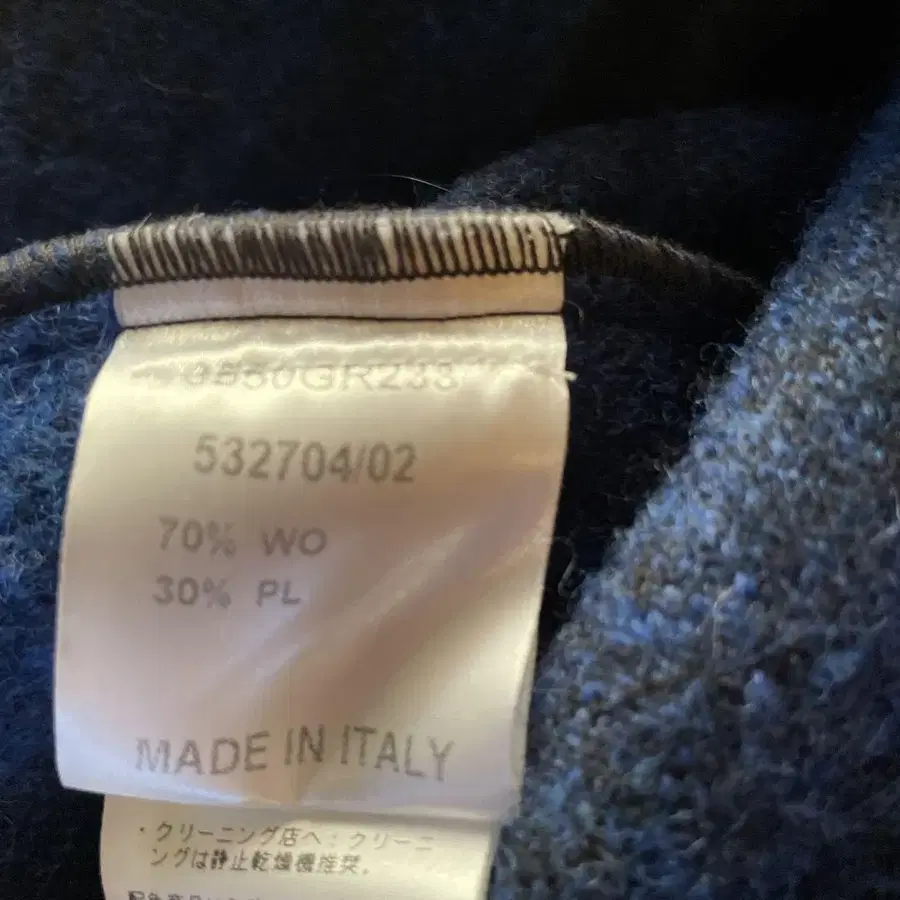 532704/02
70% WO
30% PL
MADE IN ITALY
・クリーニング店へ:クリーニ
ングは静止乾燥機推奨。